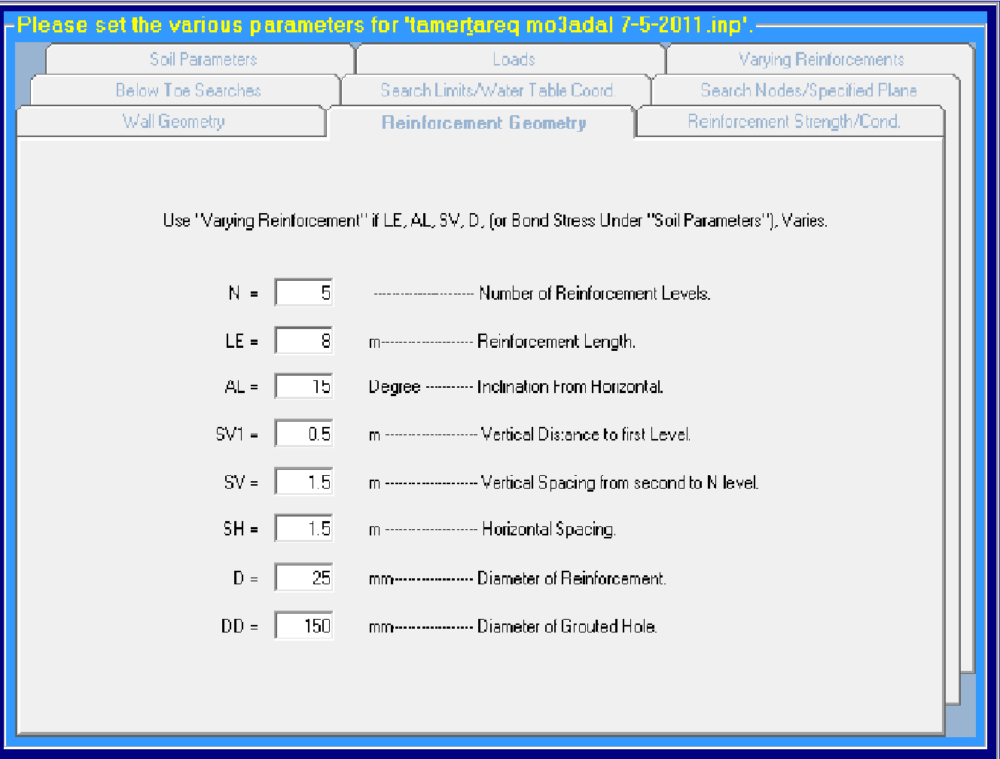 Please set the various parameters for 'tamertareq mo3adal 7-5-2011.inp'.
Soil Parameters Loads Varying Reinforcements
Below Toe Searches Search Limits/Water Table Coord. Search Nodes/Specified Plane
Wall Geometry Reinforcement Geometry Reinforcement Strength/Cond.
Use "Varying Reinforcement" if LE, AL, SV, D, (or Bond Stress Under "Soil Parameters"), Varies.
N = 5 ---------------------- Number of Reinforcement Levels.
LE = 8 m-------------------- Reinforcement Length.
AL = 15 Degree ---------- Inclination from Horizontal.
SV1 = 0.5 m -------------------- Vertical Distance to first Level.
SV = 1.5 m -------------------- Vertical Spacing from second to N level.
SH = 1.5 m -------------------- Horizontal Spacing.
D = 25 mm----------------- Diameter of Reinforcement.
DD = 150 mm----------------- Diameter of Grouted Hole.